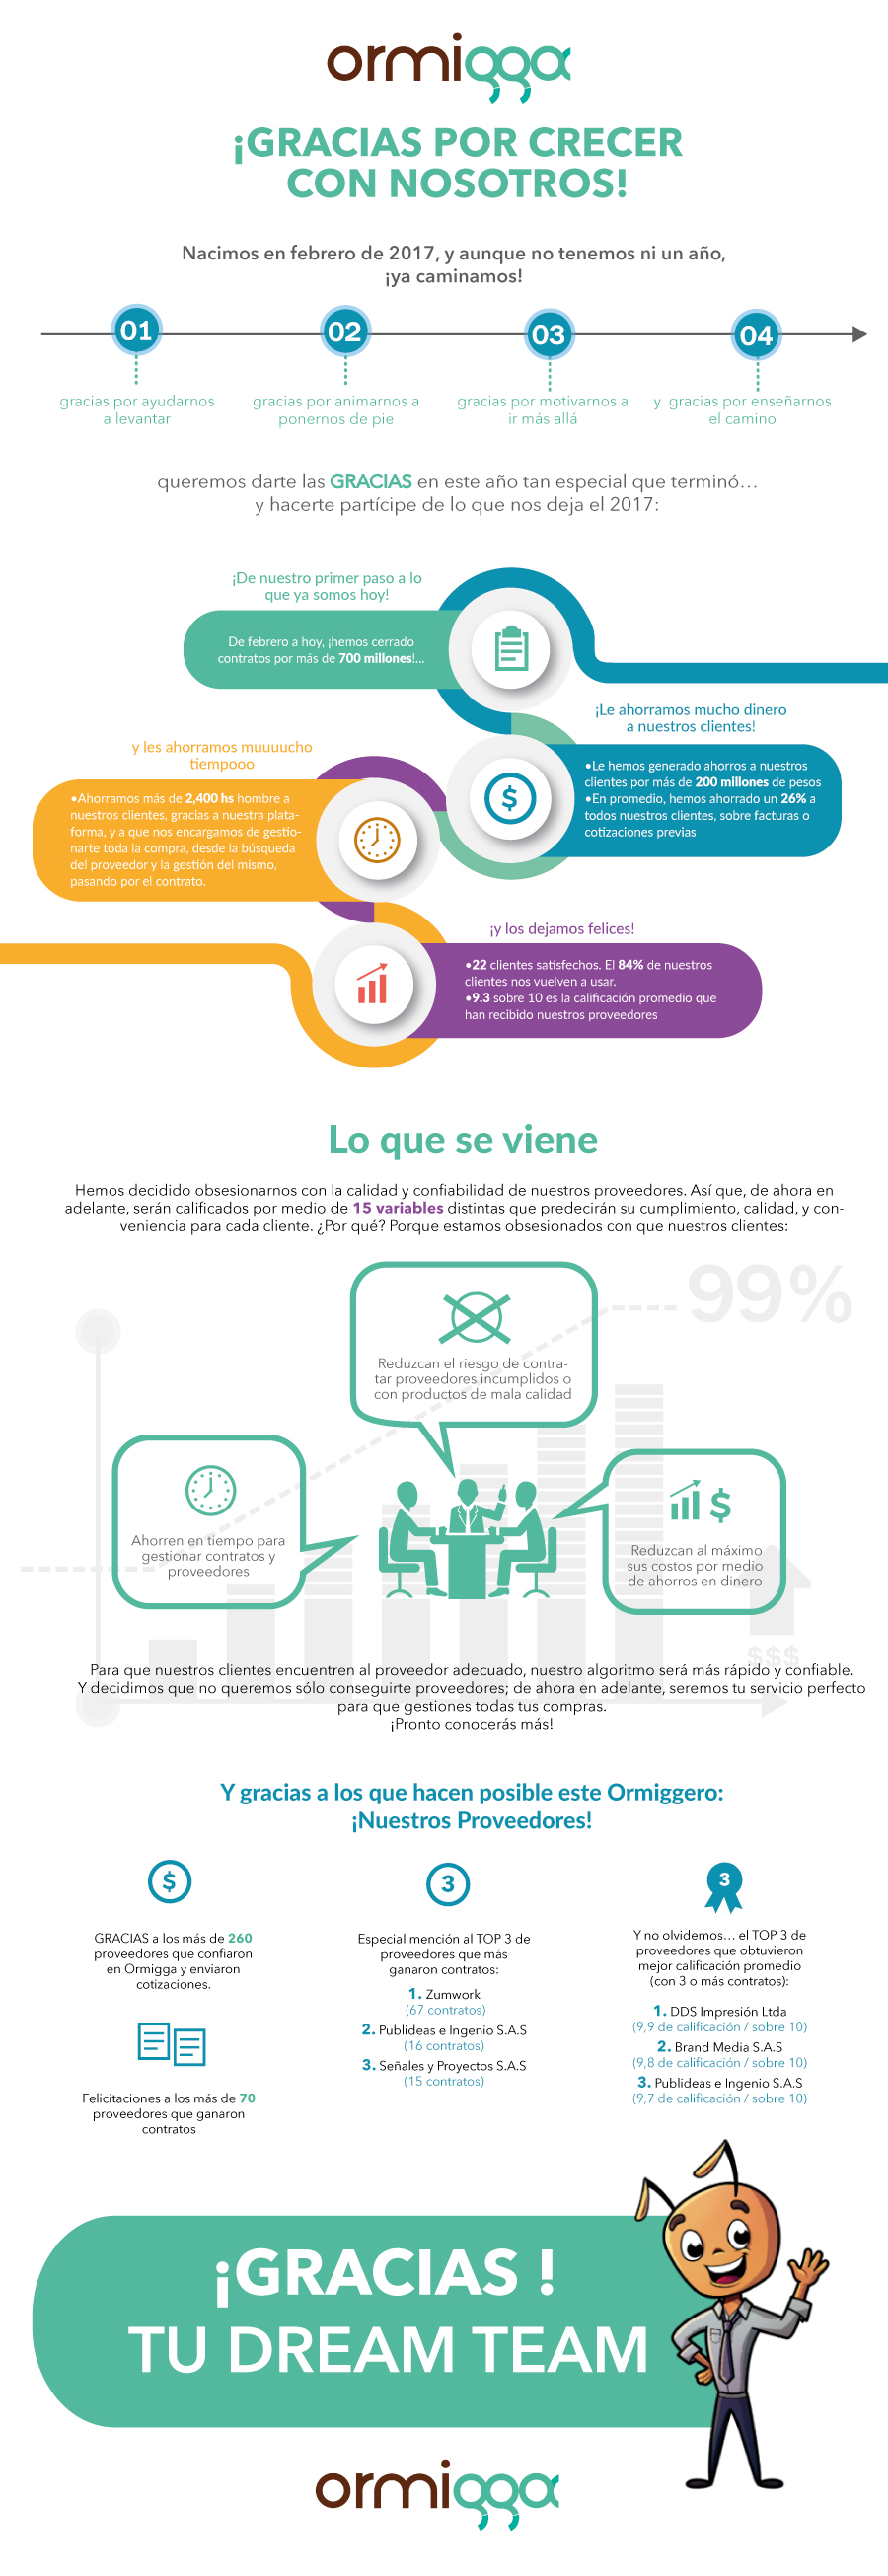 ormigga
¡GRACIAS POR CRECER
CON NOSOTROS!
Nacimos en febrero de 2017, y aunque no tenemos ni un año,
¡ya caminamos!
01
02
03
04
gracias por ayudarnos
a levantar
gracias por animarnos a
ponernos de pie
gracias por motivarnos a
ir más allá
y gracias por enseñarnos
el camino
queremos darte las GRACIAS en este año tan especial que terminó...
y hacerte partícipe de lo que nos deja el 2017:
¡De nuestro primer paso a lo
que ya somos hoy!
De febrero a hoy, ¡hemos cerrado
contratos por más de 700 millones!...
¡Le ahorramos mucho dinero
a nuestros clientes!
•Le hemos generado ahorros a nuestros
clientes por más de 200 millones de pesos
•En promedio, hemos ahorrado un 26% a
todos nuestros clientes, sobre facturas o
cotizaciones previas
$
y les ahorramos muuuucho
tiempooo
•Ahorramos más de 2,400 hs hombre a
nuestros clientes, gracias a nuestra plata-
forma, y a que nos encargamos de gestio-
narte toda la compra, desde la búsqueda
del proveedor y la gestión del mismo,
pasando por el contrato.
¡y los dejamos felices!
•22 clientes satisfechos. El 84% de nuestros
clientes nos vuelven a usar.
•9.3 sobre 10 es la calificación promedio que
han recibido nuestros proveedores
Lo que se viene
Hemos decidido obsesionarnos con la calidad y confiabilidad de nuestros proveedores. Así que, de ahora en
adelante, serán calificados por medio de 15 variables distintas que predecirán su cumplimiento, calidad, y con-
veniencia para cada cliente. ¿Por qué? Porque estamos obsesionados con que nuestros clientes:
99%
Reduzcan el riesgo de contra-
tar proveedores incumplidos o
con productos de mala calidad
Ahorren en tiempo para
gestionar contratos y
proveedores
$
Reduzcan al máximo
sus costos por medio
de ahorros en dinero
$$$
Para que nuestros clientes encuentren al proveedor adecuado, nuestro algoritmo será más rápido y confiable.
Y decidimos que no queremos sólo conseguirte proveedores; de ahora en adelante, seremos tu servicio perfecto
para que gestiones todas tus compras.
¡Pronto conocerás más!
Y gracias a los que hacen posible este Ormiggero:
¡Nuestros Proveedores!
$
GRACIAS a los más de 260
proveedores que confiaron
en Ormigga y enviaron
cotizaciones.
Felicitaciones a los más de 70
proveedores que ganaron
contratos
3
Especial mención al TOP 3 de
proveedores que más
ganaron contratos:
1. Zumwork
(67 contratos)
2. Publideas e Ingenio S.A.S
(16 contratos)
3. Señales y Proyectos S.A.S
(15 contratos)
3
Y no olvidemos... el TOP 3 de
proveedores que obtuvieron
mejor calificación promedio
(con 3 o más contratos):
1. DDS Impresión Ltda
(9,9 de calificación / sobre 10)
2. Brand Media S.A.S
(9,8 de calificación / sobre 10)
3. Publideas e Ingenio S.A.S
(9,7 de calificación / sobre 10)
¡GRACIAS !
TU DREAM TEAM
ormigga